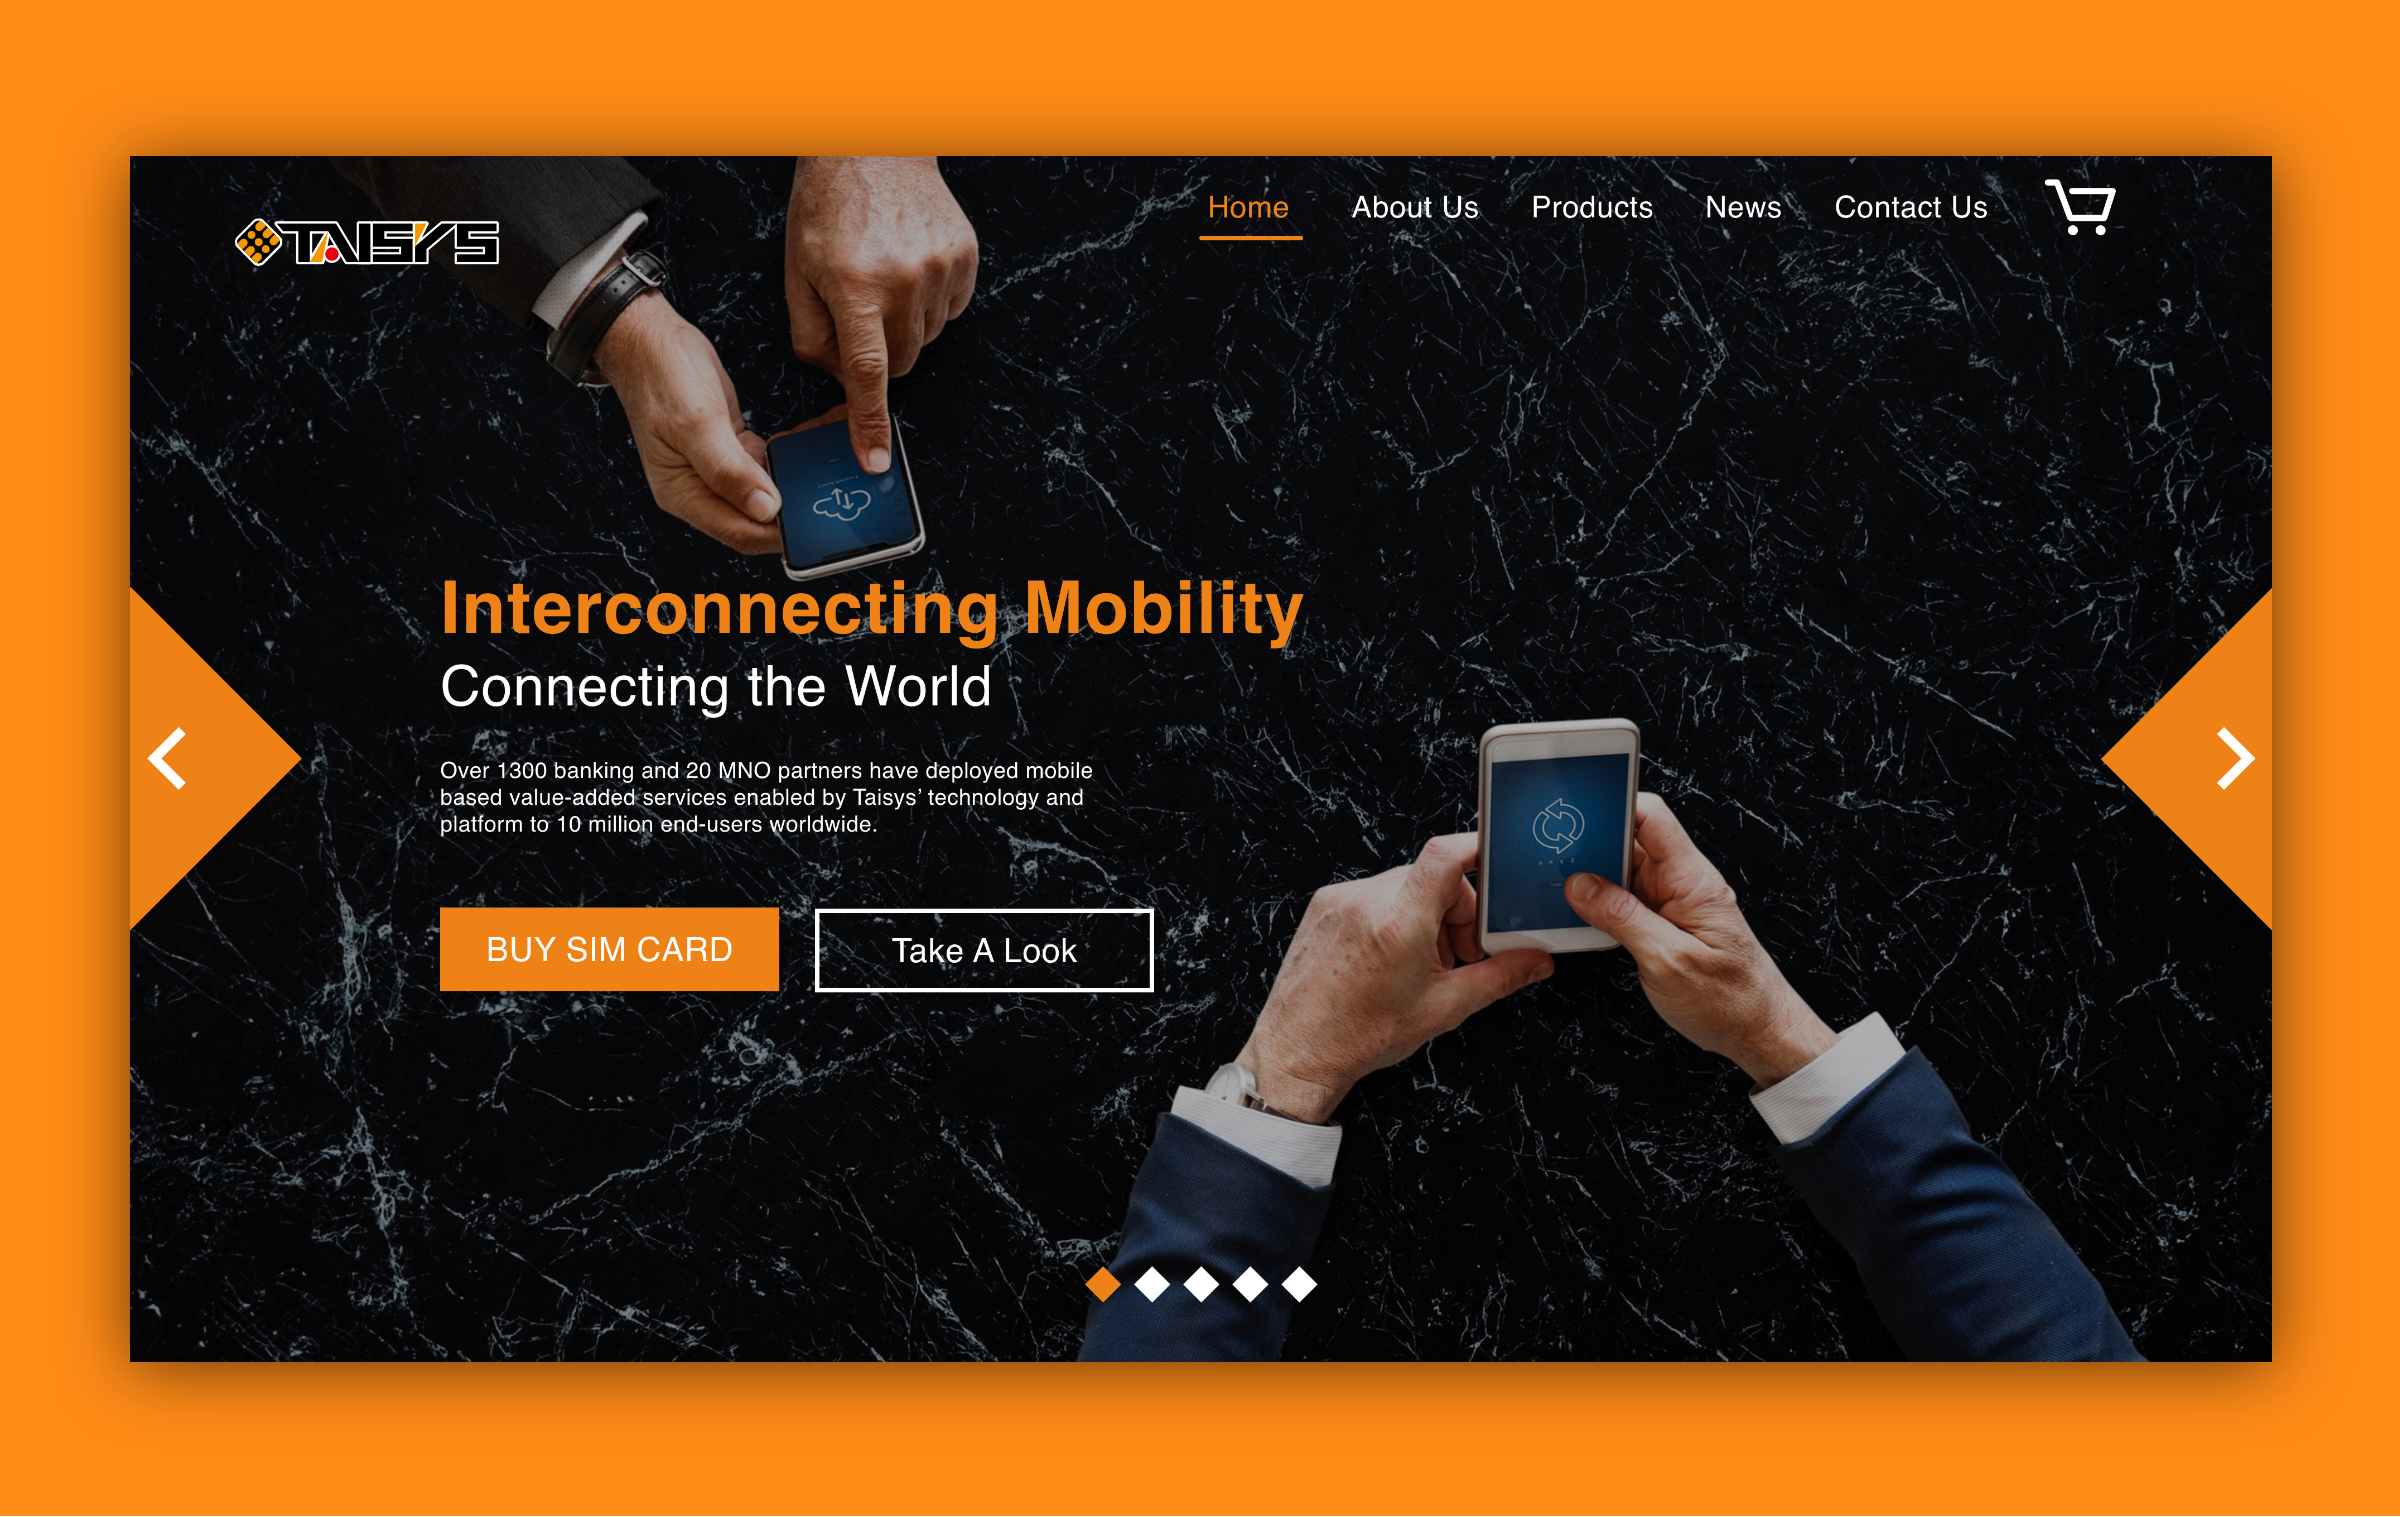 TAISYS
Home About Us Products News Contact Us
Interconnecting Mobility
Connecting the World
Over 1300 banking and 20 MNO partners have deployed mobile
based value-added services enabled by Taisys’ technology and
platform to 10 million end-users worldwide.
BUY SIM CARD
Take A Look